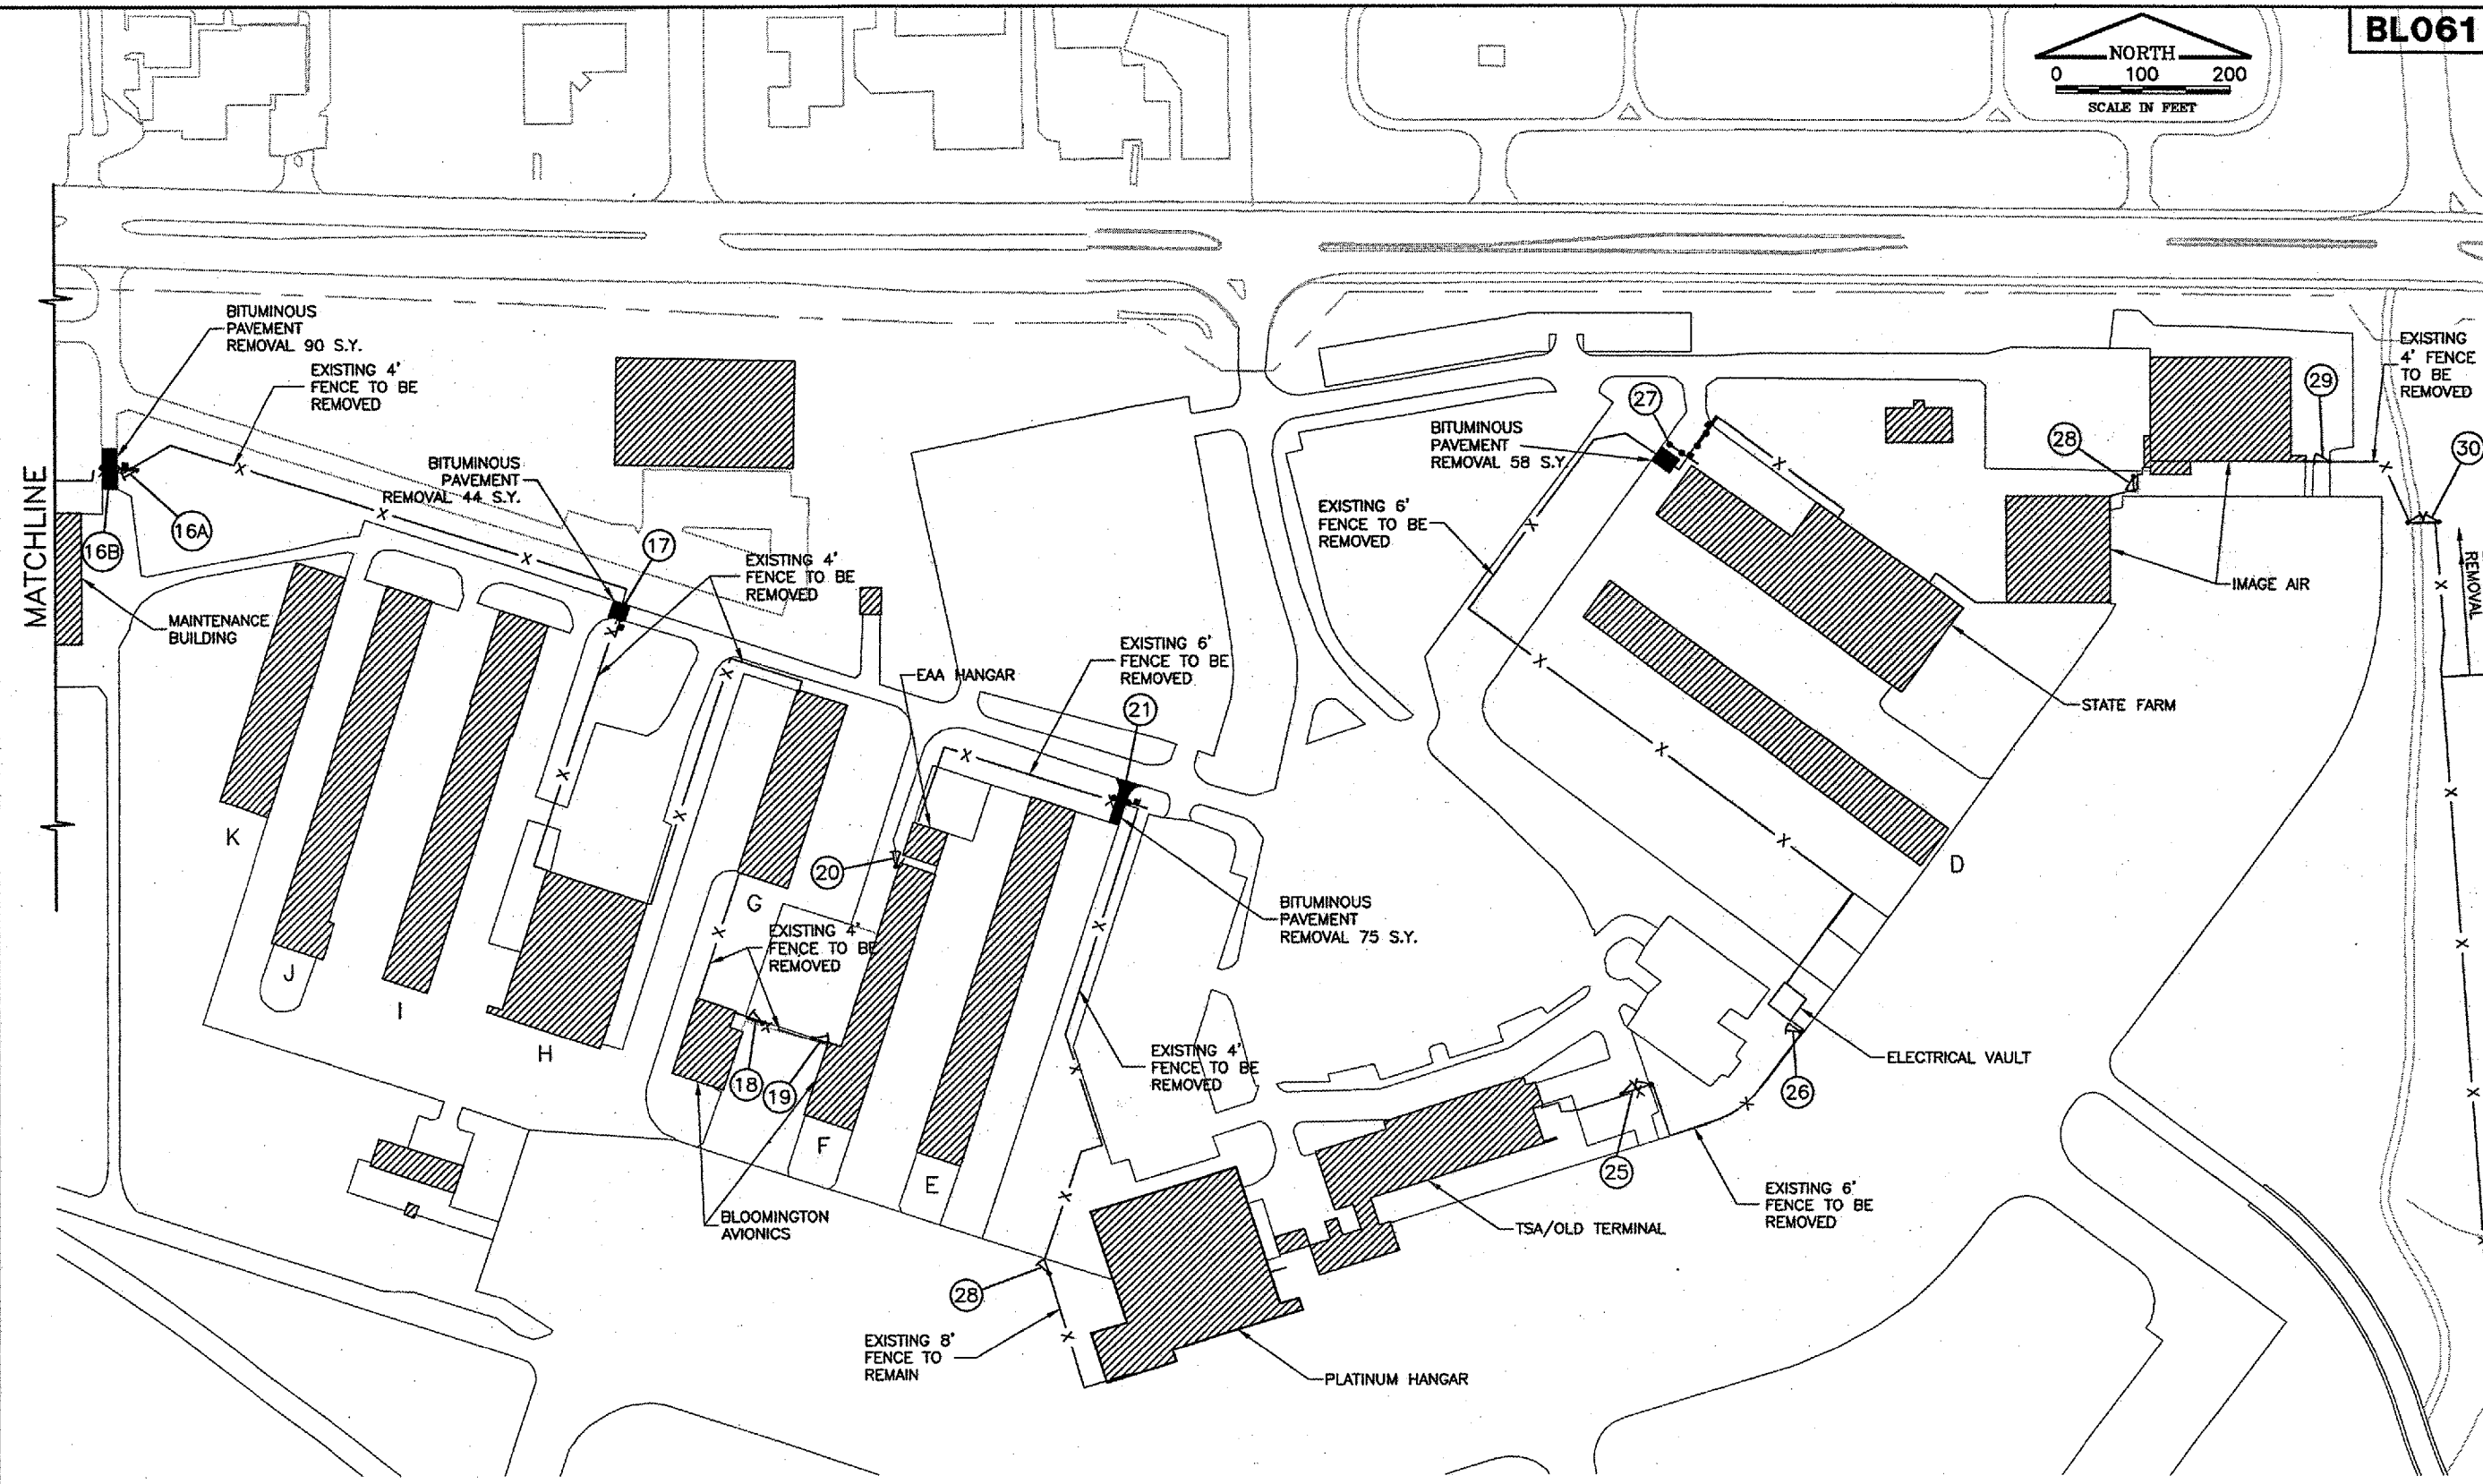 BL061
NORTH
0 100 200
SCALE IN FEET
BITUMINOUS
PAVEMENT
REMOVAL 90 S.Y.
EXISTING 4'
FENCE TO BE
REMOVED
EXISTING
4' FENCE
TO BE
REMOVED
29
27
28
30
BITUMINOUS
PAVEMENT
REMOVAL 58 S.Y.
BITUMINOUS
PAVEMENT
REMOVAL 44 S.Y.
MATCHLINE
16B
16A
17
EXISTING 6'
FENCE TO BE
REMOVED
EXISTING 4'
FENCE TO BE
REMOVED
IMAGE AIR
REMOVAL
MAINTENANCE
BUILDING
EXISTING 6'
FENCE TO BE
REMOVED
EAA HANGAR
21
STATE FARM
K
20
D
G
BITUMINOUS
PAVEMENT
REMOVAL 75 S.Y.
EXISTING 4'
FENCE TO BE
REMOVED
J
I
H
18
19
EXISTING 4'
FENCE TO BE
REMOVED
ELECTRICAL VAULT
26
F
E
25
BLOOMINGTON
AVIONICS
EXISTING 6'
FENCE TO BE
REMOVED
TSA/OLD TERMINAL
28
EXISTING 8'
FENCE TO
REMAIN
PLATINUM HANGAR